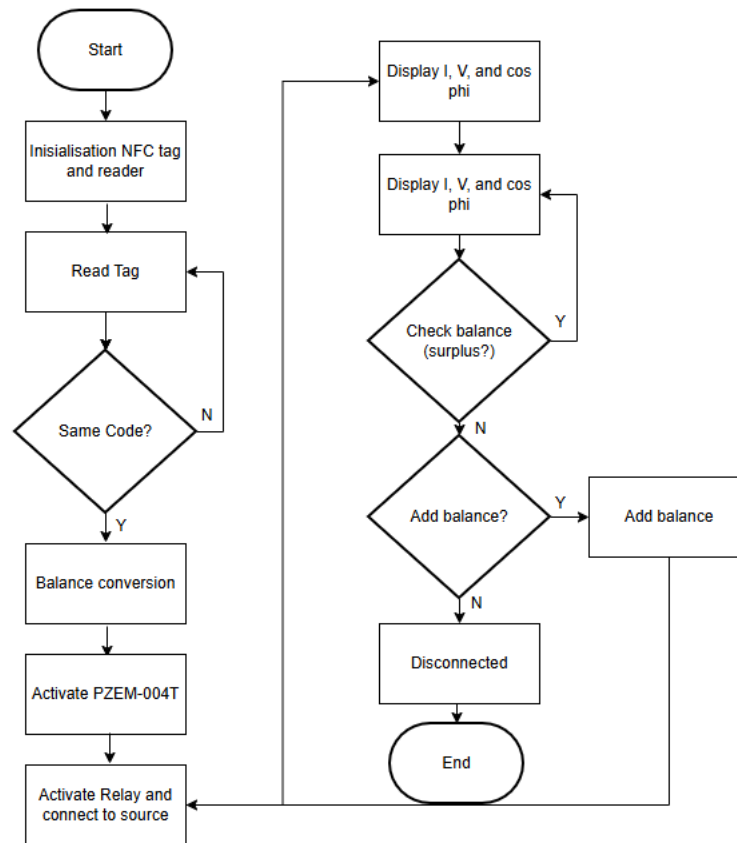 Start
Inisialisation NFC tag
and reader
Read Tag
N
Same Code?
Y
Balance conversion
Activate PZEM-004T
Activate Relay and
connect to source
Display I, V, and cos
phi
Display I, V, and cos
phi
Y
Check balance
(surplus?)
N
Y
Add balance?
Add balance
N
Disconnected
End